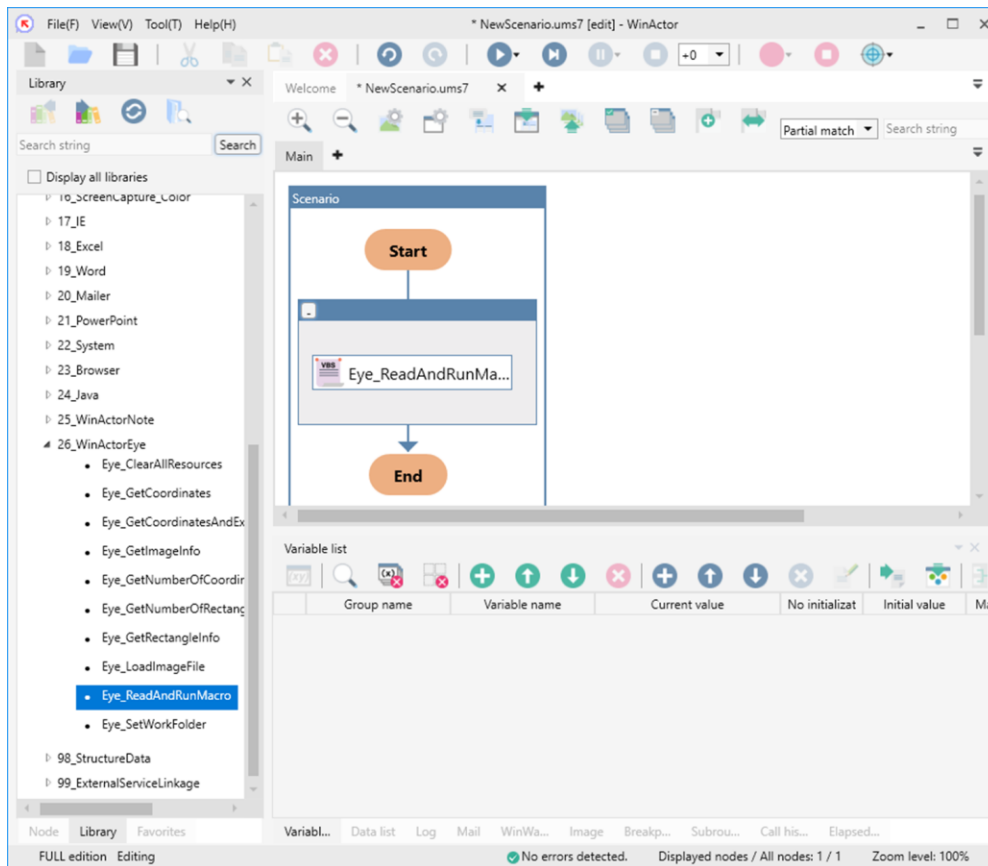 File(F) View(V) Tool(T) Help(H) * NewScenario.ums7 [edit] - WinActor
+0
Library
Search string Search
Display all libraries
16_ScreenCapture_Color
17_IE
18_Excel
19_Word
20_Mailer
21_PowerPoint
22_System
23_Browser
24_Java
25_WinActorNote
26_WinActorEye
Eye_ClearAllResources
Eye_GetCoordinates
Eye_GetCoordinatesAndEx
Eye_GetImageInfo
Eye_GetNumberOfCoordir
Eye_GetNumberOfRectang
Eye_GetRectangleInfo
Eye_LoadImageFile
Eye_ReadAndRunMacro
Eye_SetWorkFolder
98_StructureData
99_ExternalServiceLinkage
Node Library Favorites
Welcome * NewScenario.ums7
Partial match Search string
Main
Scenario
Start
VBS Eye_ReadAndRunMa...
End
Variable list
Group name Variable name Current value No initializat Initial value Ma
Variabl... Data list Log Mail WinWa... Image Breakp... Subrou... Call his... Elapsed...
FULL edition Editing No errors detected. Displayed nodes / All nodes: 1 / 1 Zoom level: 100%